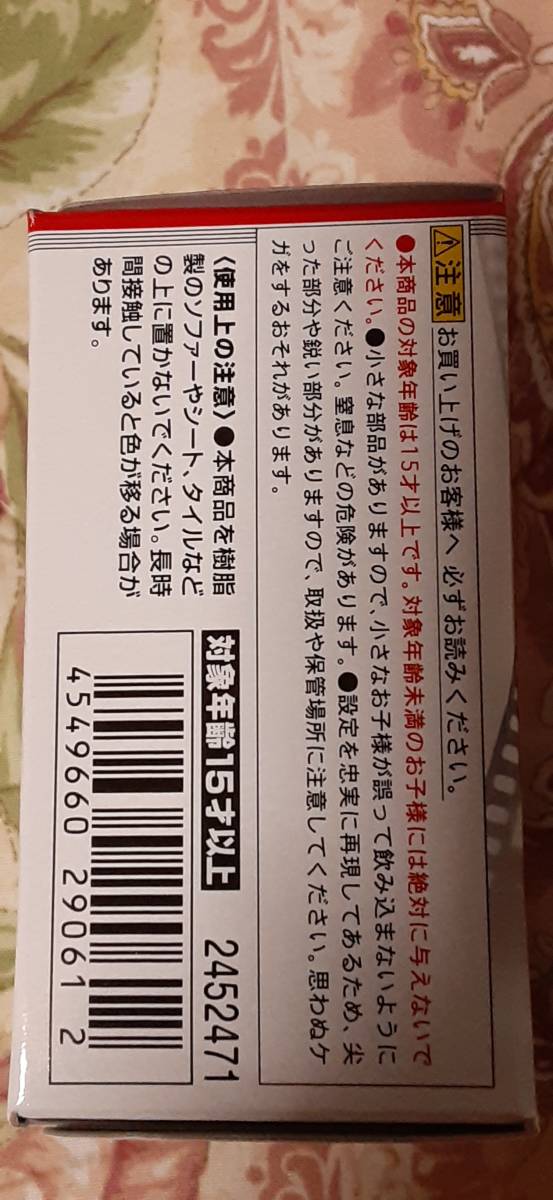 注意 お買い上げのお客様へ 必ずお読みください。
●本商品の対象年齢は15才以上です。対象年齢未満のお子様には絶対に与えないで
ください。●小さな部品がありますので、小さなお子様が誤って飲み込まないように
ご注意ください。窒息などの危険があります。●設定を忠実に再現してあるため、尖
った部分や鋭い部分がありますので、取扱や保管場所に注意してください。思わぬケ
ガをするおそれがあります。
〈使用上の注意〉●本商品を樹脂
製のソファーやシート、タイルなど
の上に置かないでください。長時
間接触していると色が移る場合が
あります。
対象年齢15才以上
2452471
4549660 290612